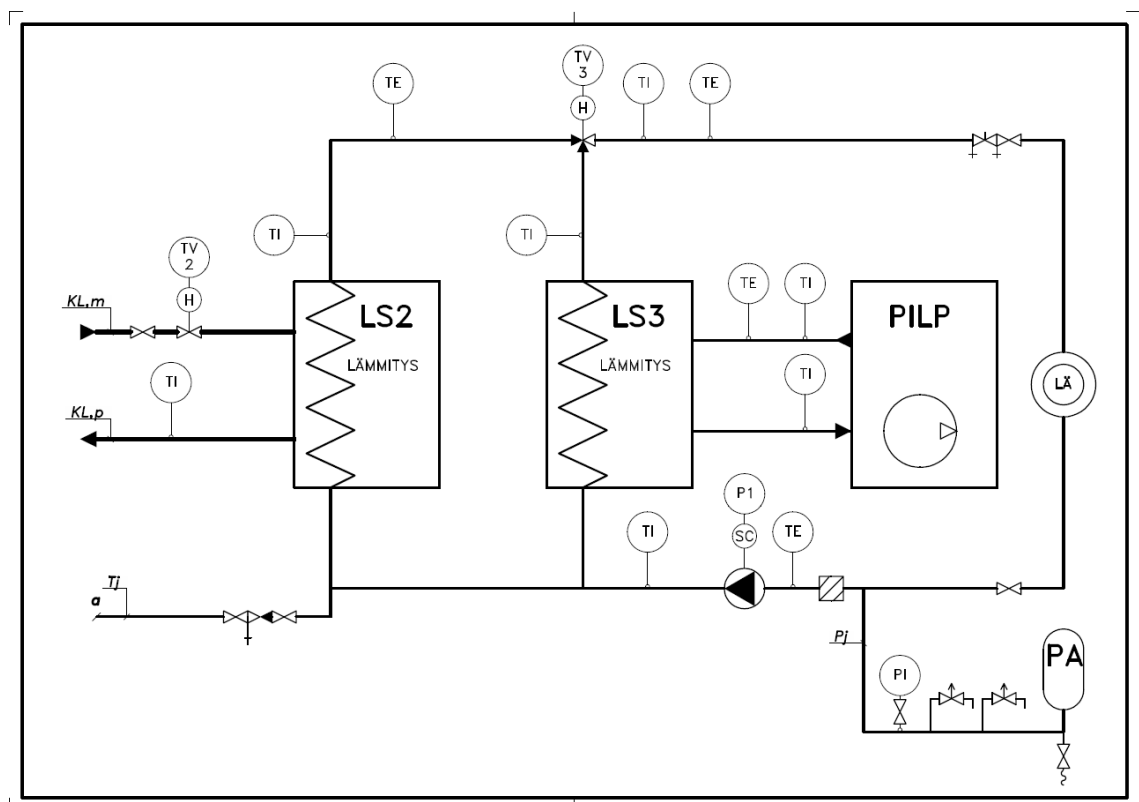 TV
3
TE
H
TI
TE
TI
TI
TV
2
H
KL.m
LS2
LÄMMITYS
LS3
LÄMMITYS
TE
TI
PILP
TI
KL.p
TI
LÄ
P1
SC
TI
TE
Tj
a
Pj
PI
PA